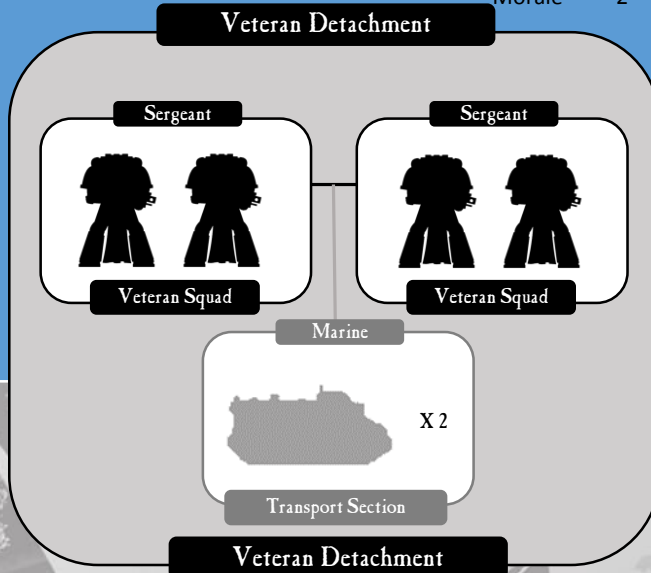 Morale 2
Veteran Detachment
Sergeant Sergeant
Veteran Squad Veteran Squad
Marine
X 2
Transport Section
Veteran Detachment